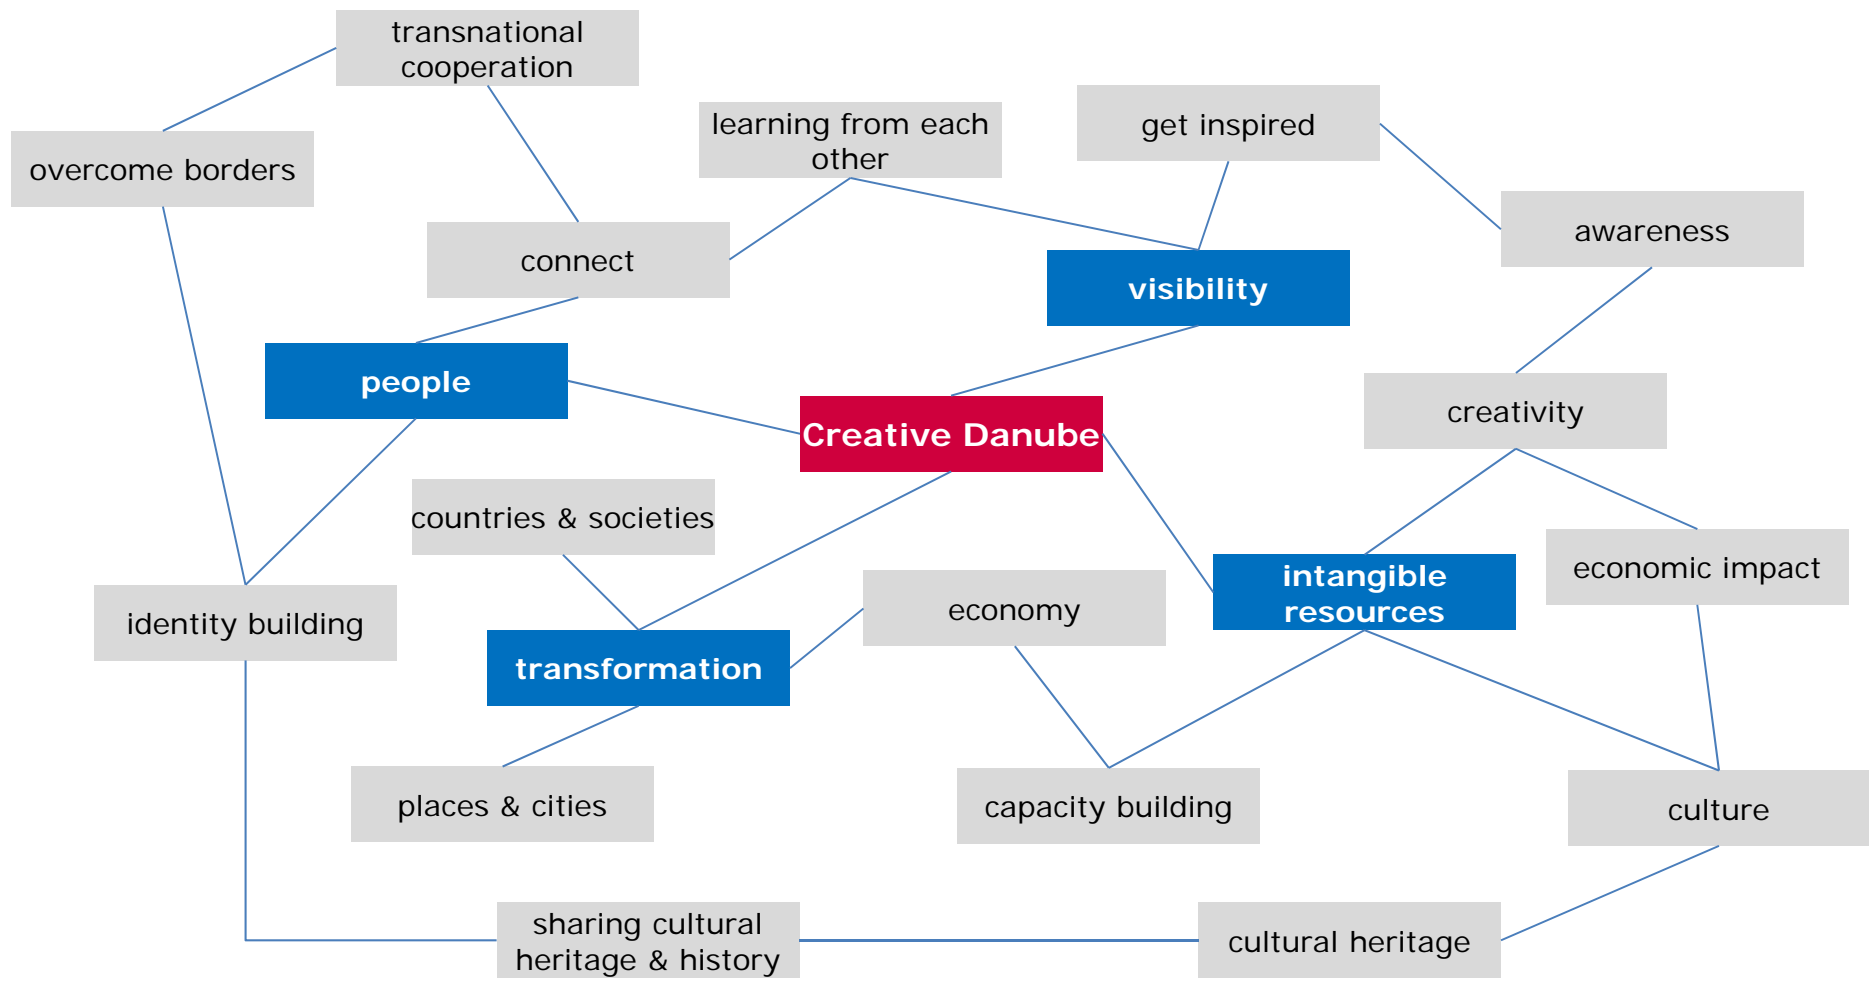 transnational
cooperation
learning from each
other
get inspired
overcome borders
awareness
connect
visibility
people
Creative Danube
creativity
countries & societies
intangible
resources
economic impact
economy
identity building
transformation
places & cities
capacity building
culture
sharing cultural
heritage & history
cultural heritage